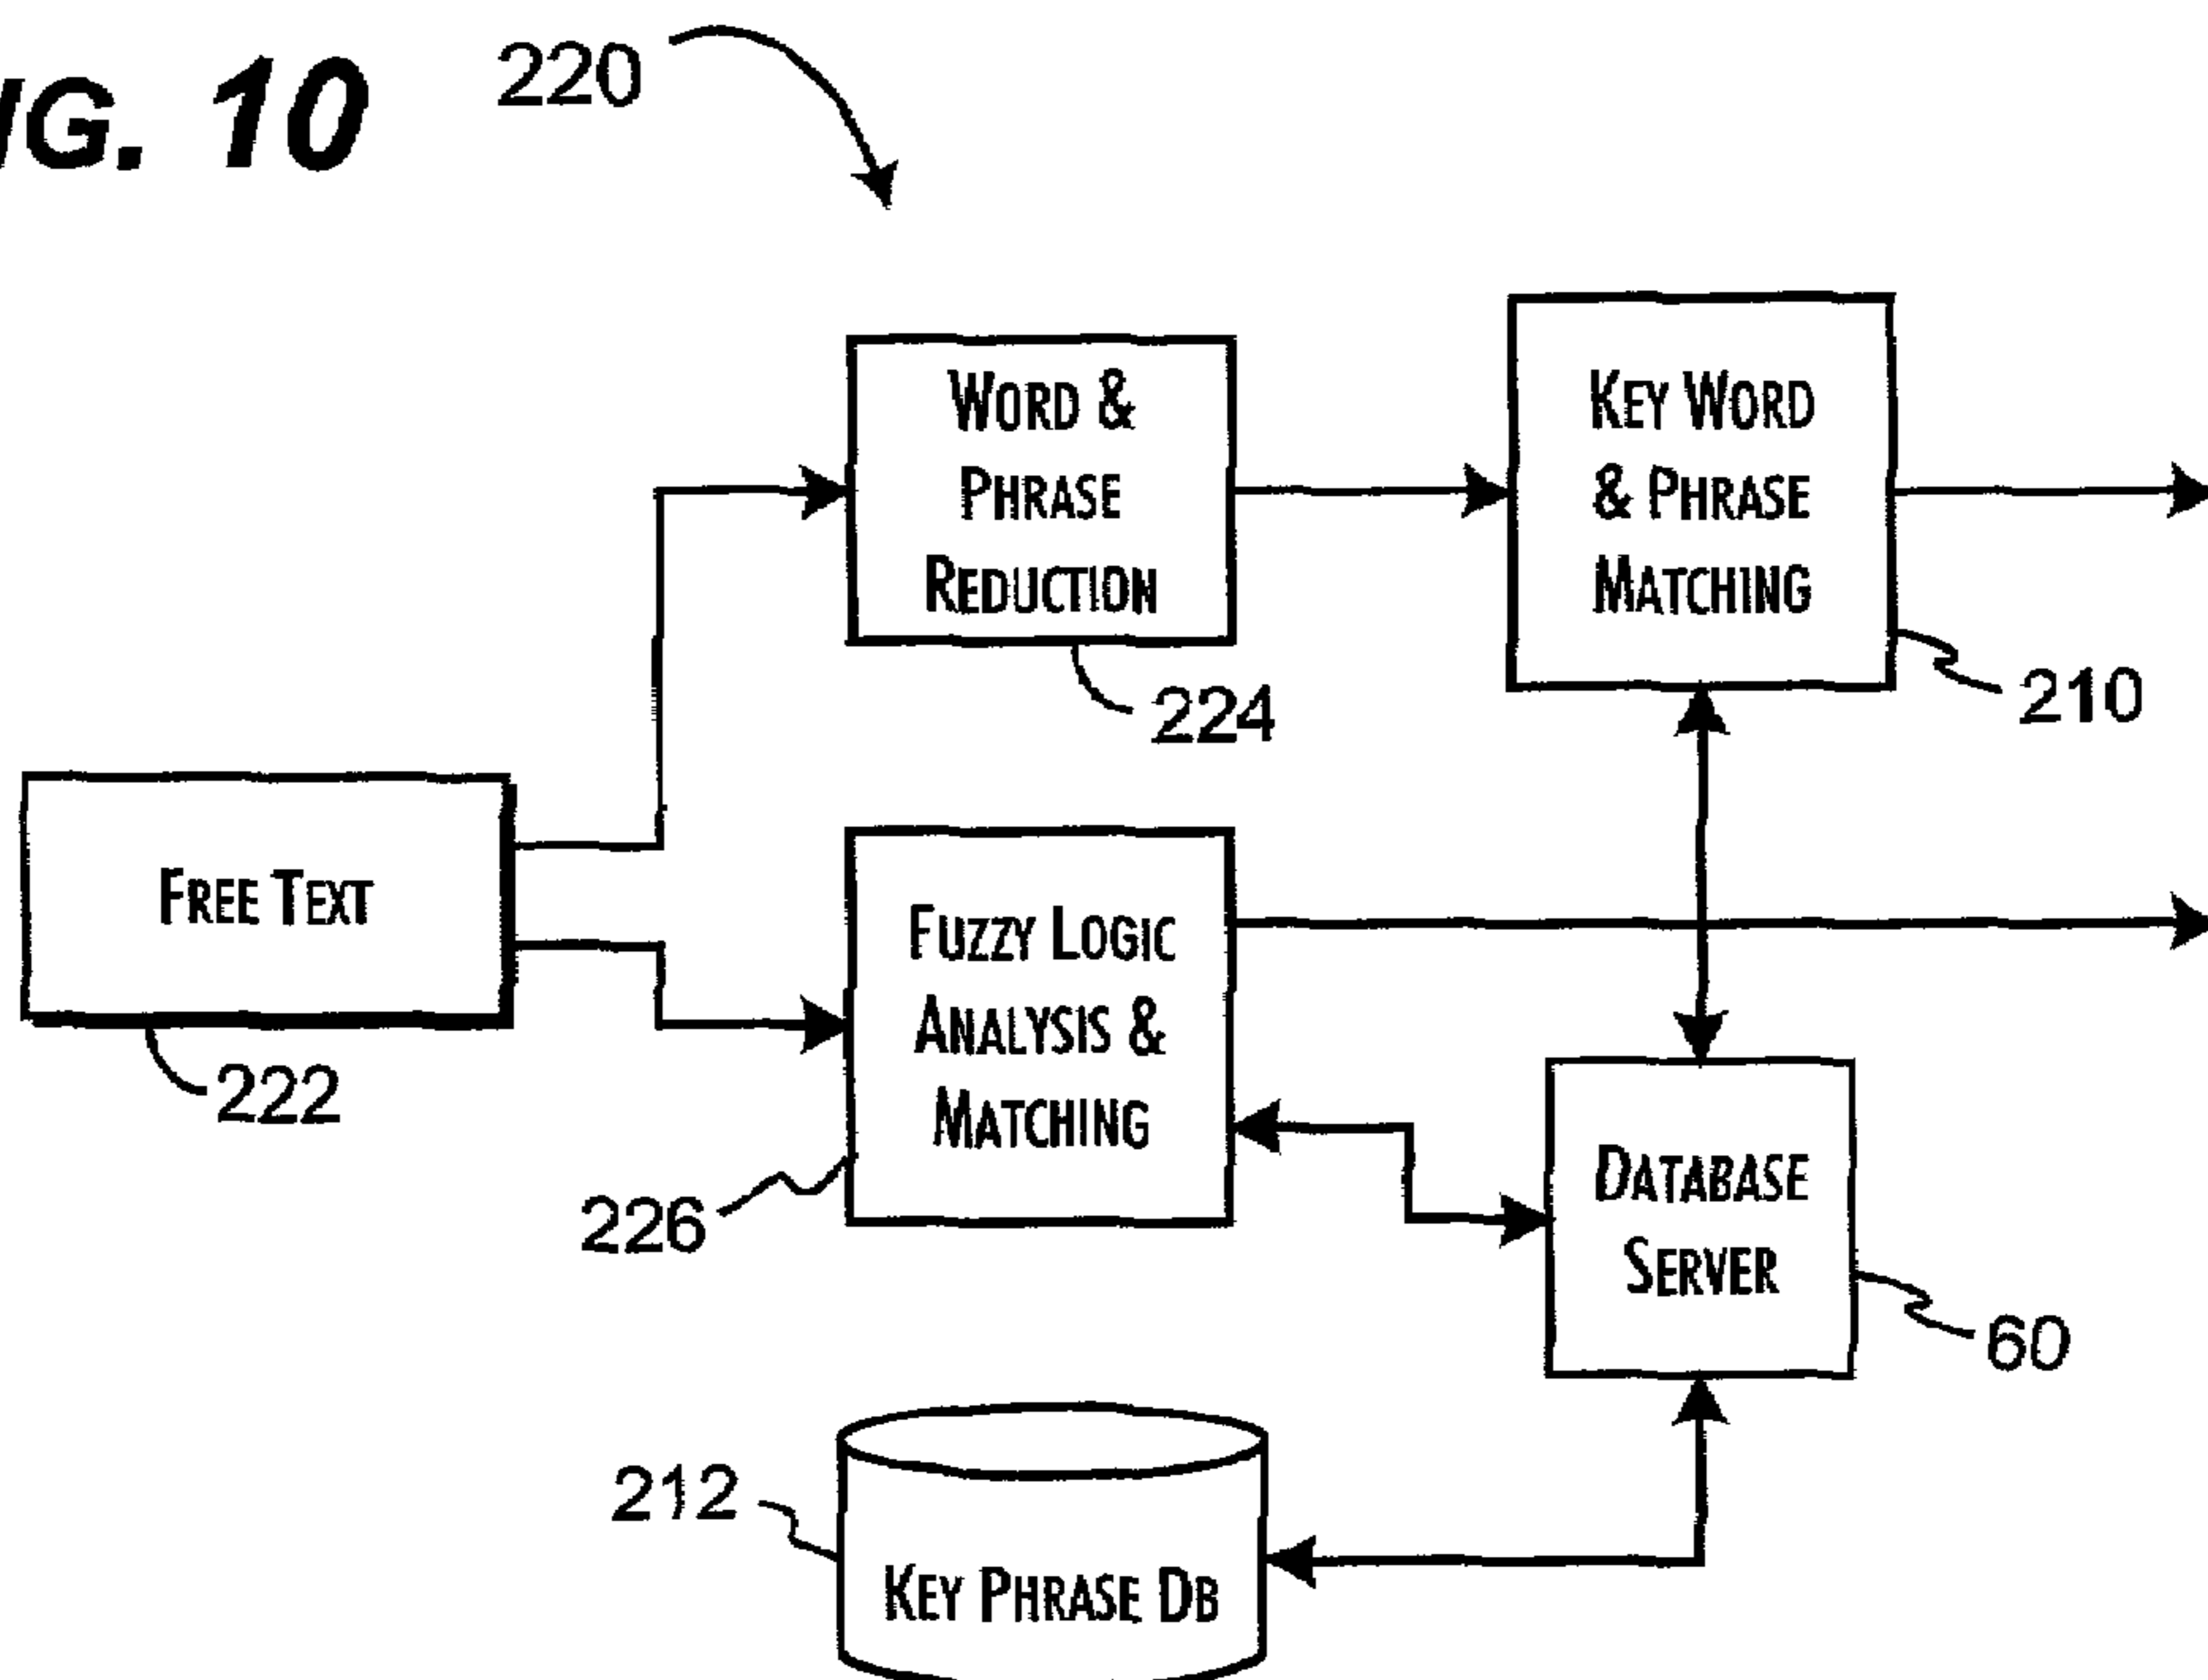 IG. 10
220
WORD &
PHRASE
REDUCTION
224
KEY WORD
& PHRASE
MATCHING
210
FREE TEXT
222
FUZZY LOGIC
ANALYSIS &
MATCHING
226
DATABASE
SERVER
60
212
KEY PHRASE DB